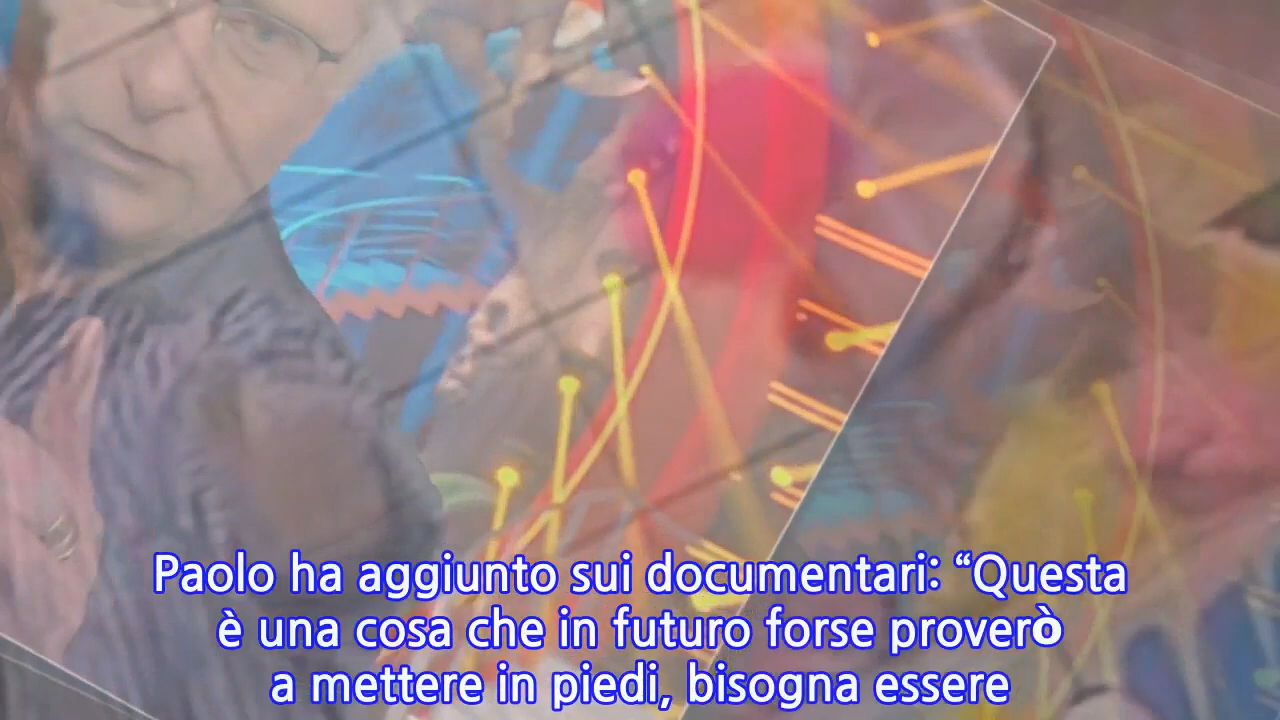 Paolo ha aggiunto sui documentari: “Questa
è una cosa che in futuro forse proverò
a mettere in piedi, bisogna essere